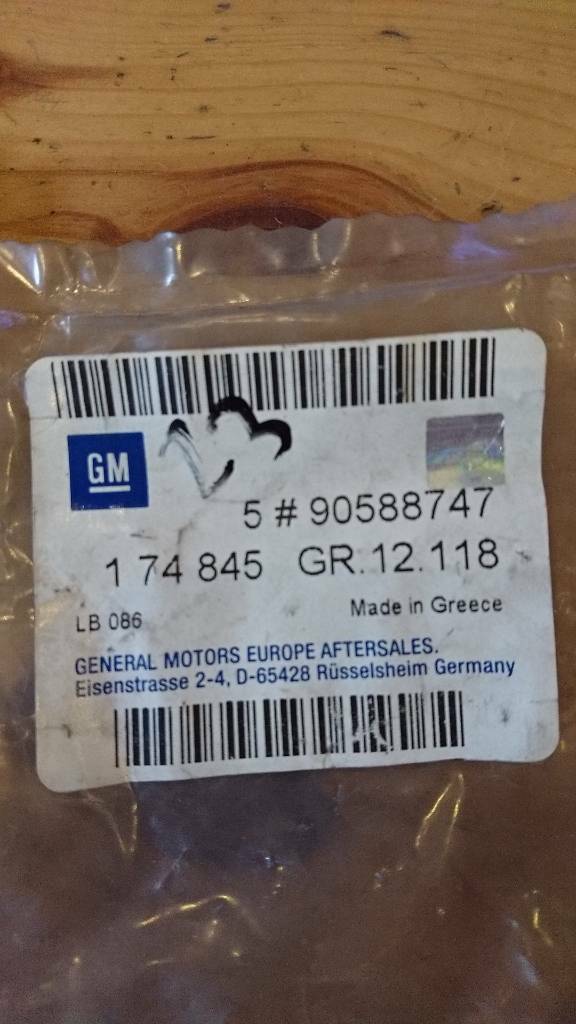 23
GM
5 # 90588747
1 74 845 GR.12.118
LB 086
Made in Greece
GENERAL MOTORS EUROPE AFTERSALES.
Eisenstrasse 2-4, D-65428 Rüsselsheim Germany